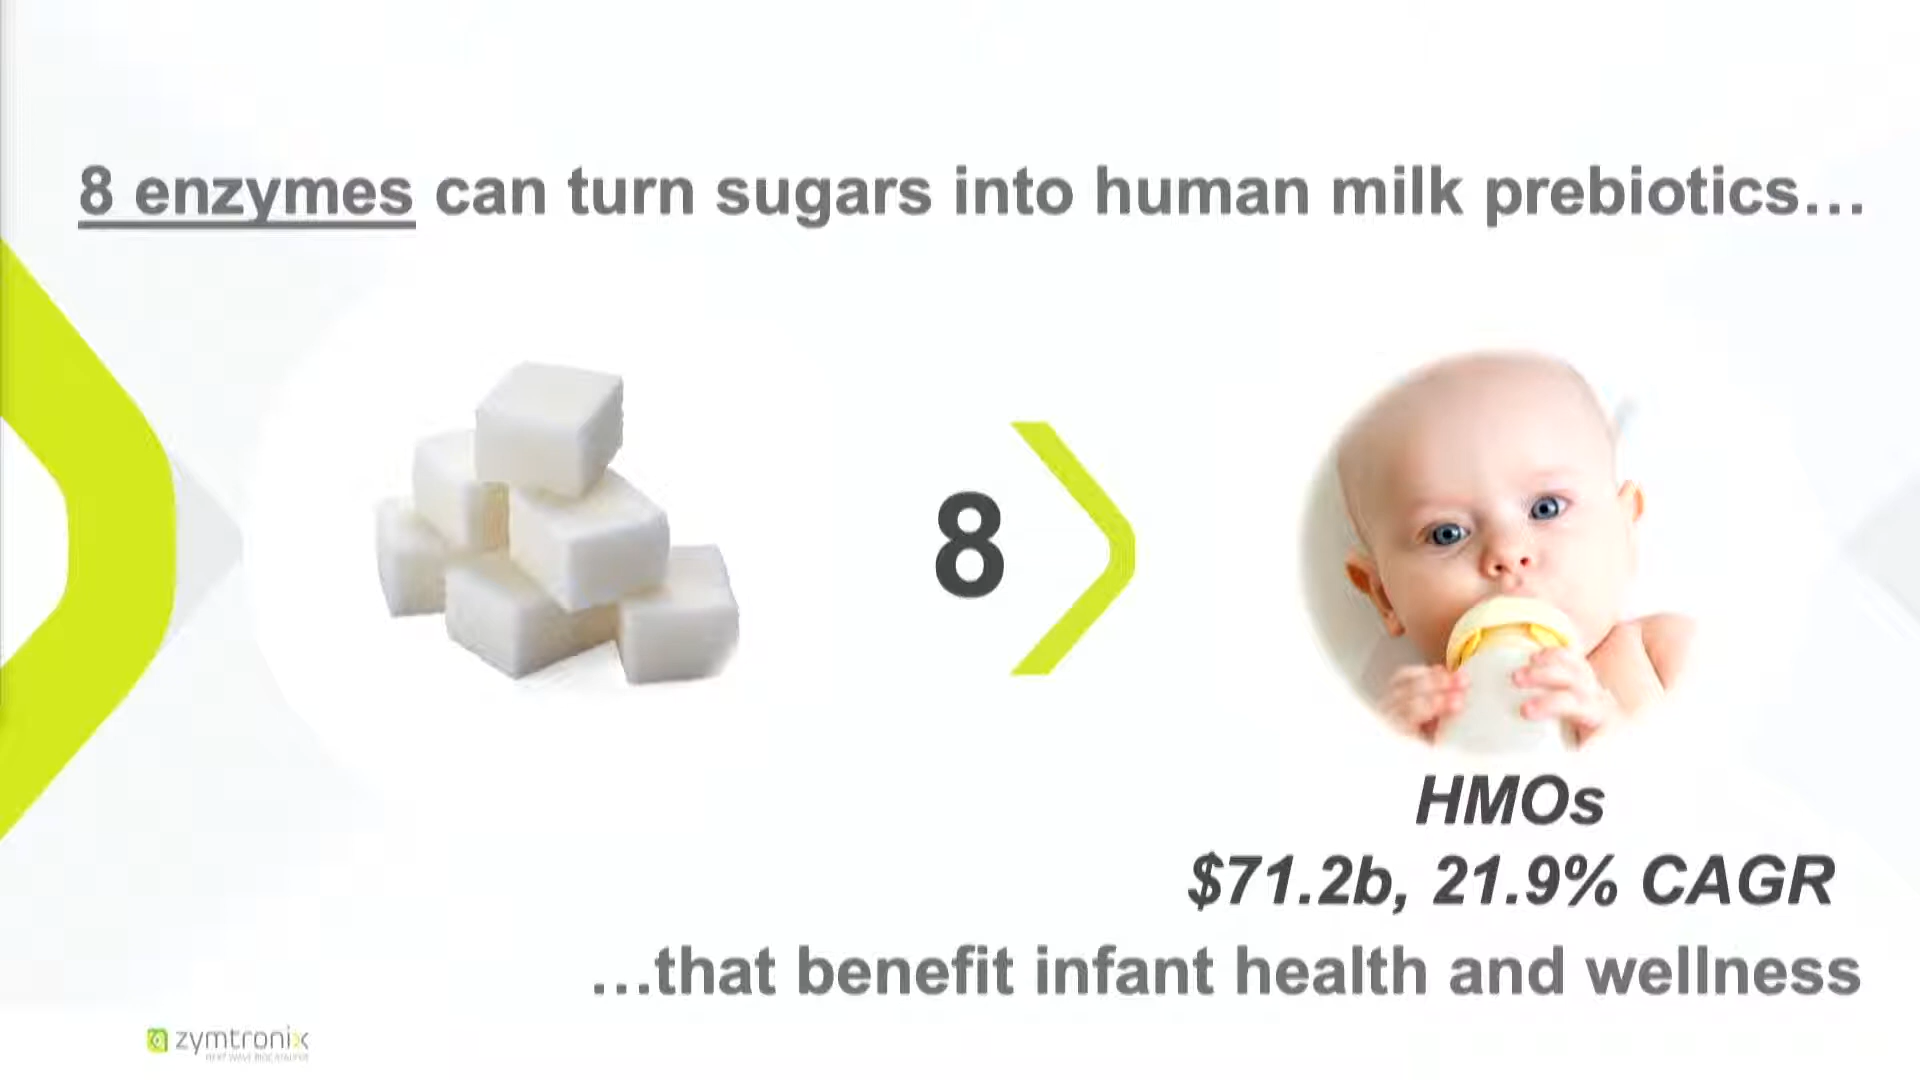 8 enzymes can turn sugars into human milk prebiotics…
8
HMOs
$71.2b, 21.9% CAGR
…that benefit infant health and wellness
zymtronix